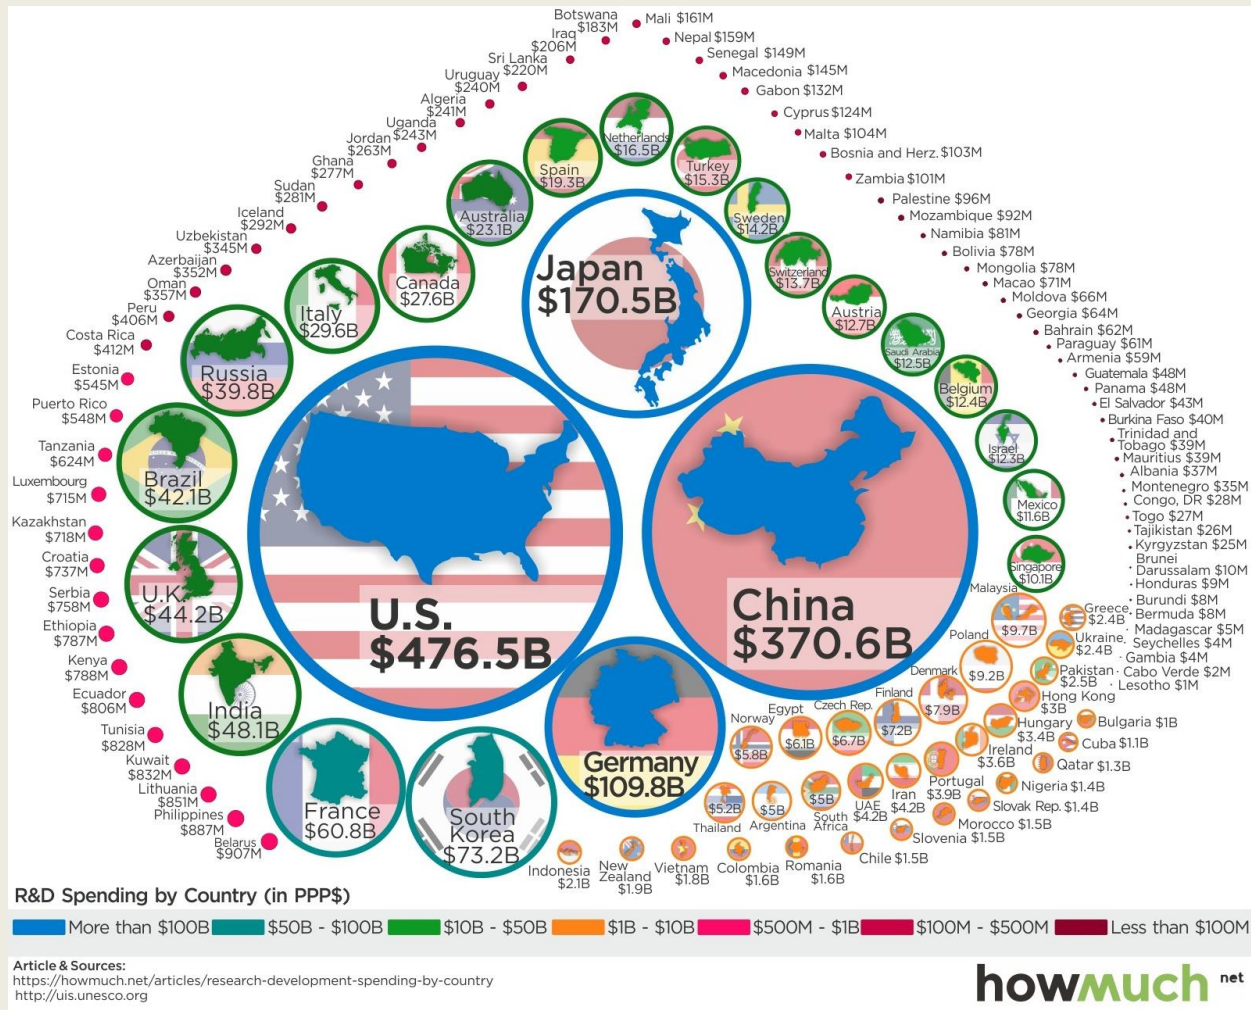 Botswana
$183M
Mali $161M
Iraq
$206M
Nepal $159M
Sri Lanka
$220M
Senegal $149M
Uruguay
$240M
Macedonia $145M
Algeria
$241M
Gabon $132M
Uganda
$243M
Cyprus $124M
Jordan
$263M
Malta $104M
Ghana
$277M
Bosnia and Herz. $103M
Sudan
$281M
Zambia $101M
Iceland
$292M
Palestine $96M
Uzbekistan
$345M
Mozambique $92M
Azerbaijan
$352M
Namibia $81M
Oman
$357M
Bolivia $78M
Peru
$406M
Mongolia $78M
Costa Rica
$412M
Macao $71M
Estonia
$545M
Moldova $66M
Puerto Rico
$548M
Georgia $64M
Tanzania
$624M
Bahrain $62M
Luxembourg
$715M
Paraguay $61M
Kazakhstan
$718M
Armenia $59M
Croatia
$737M
Guatemala $48M
Serbia
$758M
Panama $48M
Ethiopia
$787M
El Salvador $43M
Kenya
$788M
Burkina Faso $40M
Ecuador
$806M
Trinidad and
Tobago $39M
Tunisia
$828M
Mauritius $39M
Kuwait
$832M
Albania $37M
Lithuania
$851M
Montenegro $35M
Philippines
$887M
Congo, DR $28M
Belarus
$907M
Togo $27M
Tajikistan $26M
Kyrgyzstan $25M
Brunei
Darussalam $10M
Honduras $9M
Burundi $8M
Bermuda $8M
Madagascar $5M
Seychelles $4M
Gambia $4M
Cabo Verde $2M
Lesotho $1M
Netherlands
$16.5B
Spain
$19.3B
Turkey
$15.3B
Australia
$23.1B
Sweden
$14.2B
Canada
$27.6B
Switzerland
$13.7B
Italy
$29.6B
Austria
$12.7B
Russia
$39.8B
Saudi Arabia
$12.5B
Brazil
$42.1B
Belgium
$12.4B
U.K.
$44.2B
Israel
$12.3B
India
$48.1B
Mexico
$11.6B
Singapore
$10.1B
Japan
$170.5B
U.S.
$476.5B
China
$370.6B
Germany
$109.8B
France
$60.8B
South
Korea
$73.2B
Malaysia
$9.7B
Poland
$9.2B
Denmark
$7.9B
Finland
$7.2B
Czech Rep.
$6.7B
Egypt
$6.1B
Norway
$5.8B
Greece
$2.4B
Ukraine
$2.4B
Pakistan
$2.5B
Hong Kong
$3B
Hungary
$3.4B
Ireland
$3.6B
Portugal
$3.9B
Iran
$4.2B
UAE
$4.2B
$5B
South
Africa
$5B
Argentina
$5.2B
Thailand
Bulgaria $1B
Cuba $1.1B
Qatar $1.3B
Nigeria $1.4B
Slovak Rep. $1.4B
Morocco $1.5B
Slovenia $1.5B
Chile $1.5B
Romania
$1.6B
Colombia
$1.6B
Vietnam
$1.8B
New
Zealand
$1.9B
Indonesia
$2.1B
R&D Spending by Country (in PPP$)
More than $100B
$50B - $100B
$10B - $50B
$1B - $10B
$500M - $1B
$100M - $500M
Less than $100M
Article & Sources:
https://howmuch.net/articles/research-development-spending-by-country
http://uis.unesco.org
howmuch net